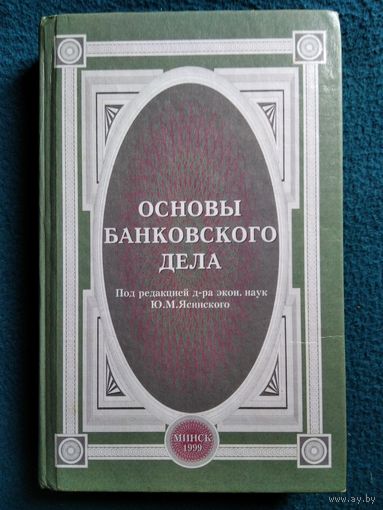 ОСНОВЫ
БАНКОВСКОГО
ДЕЛА
Под редакцией д-ра экон. наук
Ю.М.Ясинского
МИНСК
1999
www.ay.by